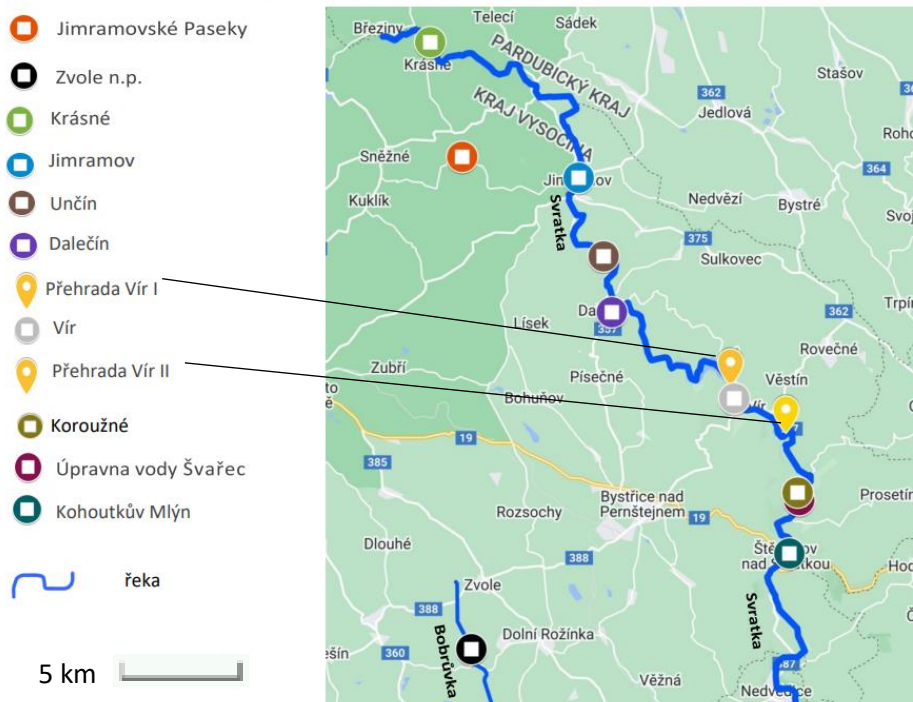 Jimramovské Paseky
Zvole n.p.
Krásné
Jimramov
Unčín
Dalečín
Přehrada Vír I
Vír
Přehrada Vír II
Koroužné
Úpravna vody Švařec
Kohoutkův Mlýn
řeka
5 km
Telecí
Březiny
Sádek
Krásné
PARDUBICKÝ KRAJ
KRAJ VYSOČINA
Stašov
362
Jedlová
Sněžné
364
Kuklík
Nedvězí
Bystré
Svratka
375
Sulkovec
357
Lísek
362
Rovečné
Zubří
Písečné
Věstín
Bohuňov
19
385
Rozsochy
Bystřice nad
Pernštejnem
19
Dlouhé
388
Zvole
388
Bobrůvka
Svratka
360
Dolní Rožínka
Věžná
Nedvědice